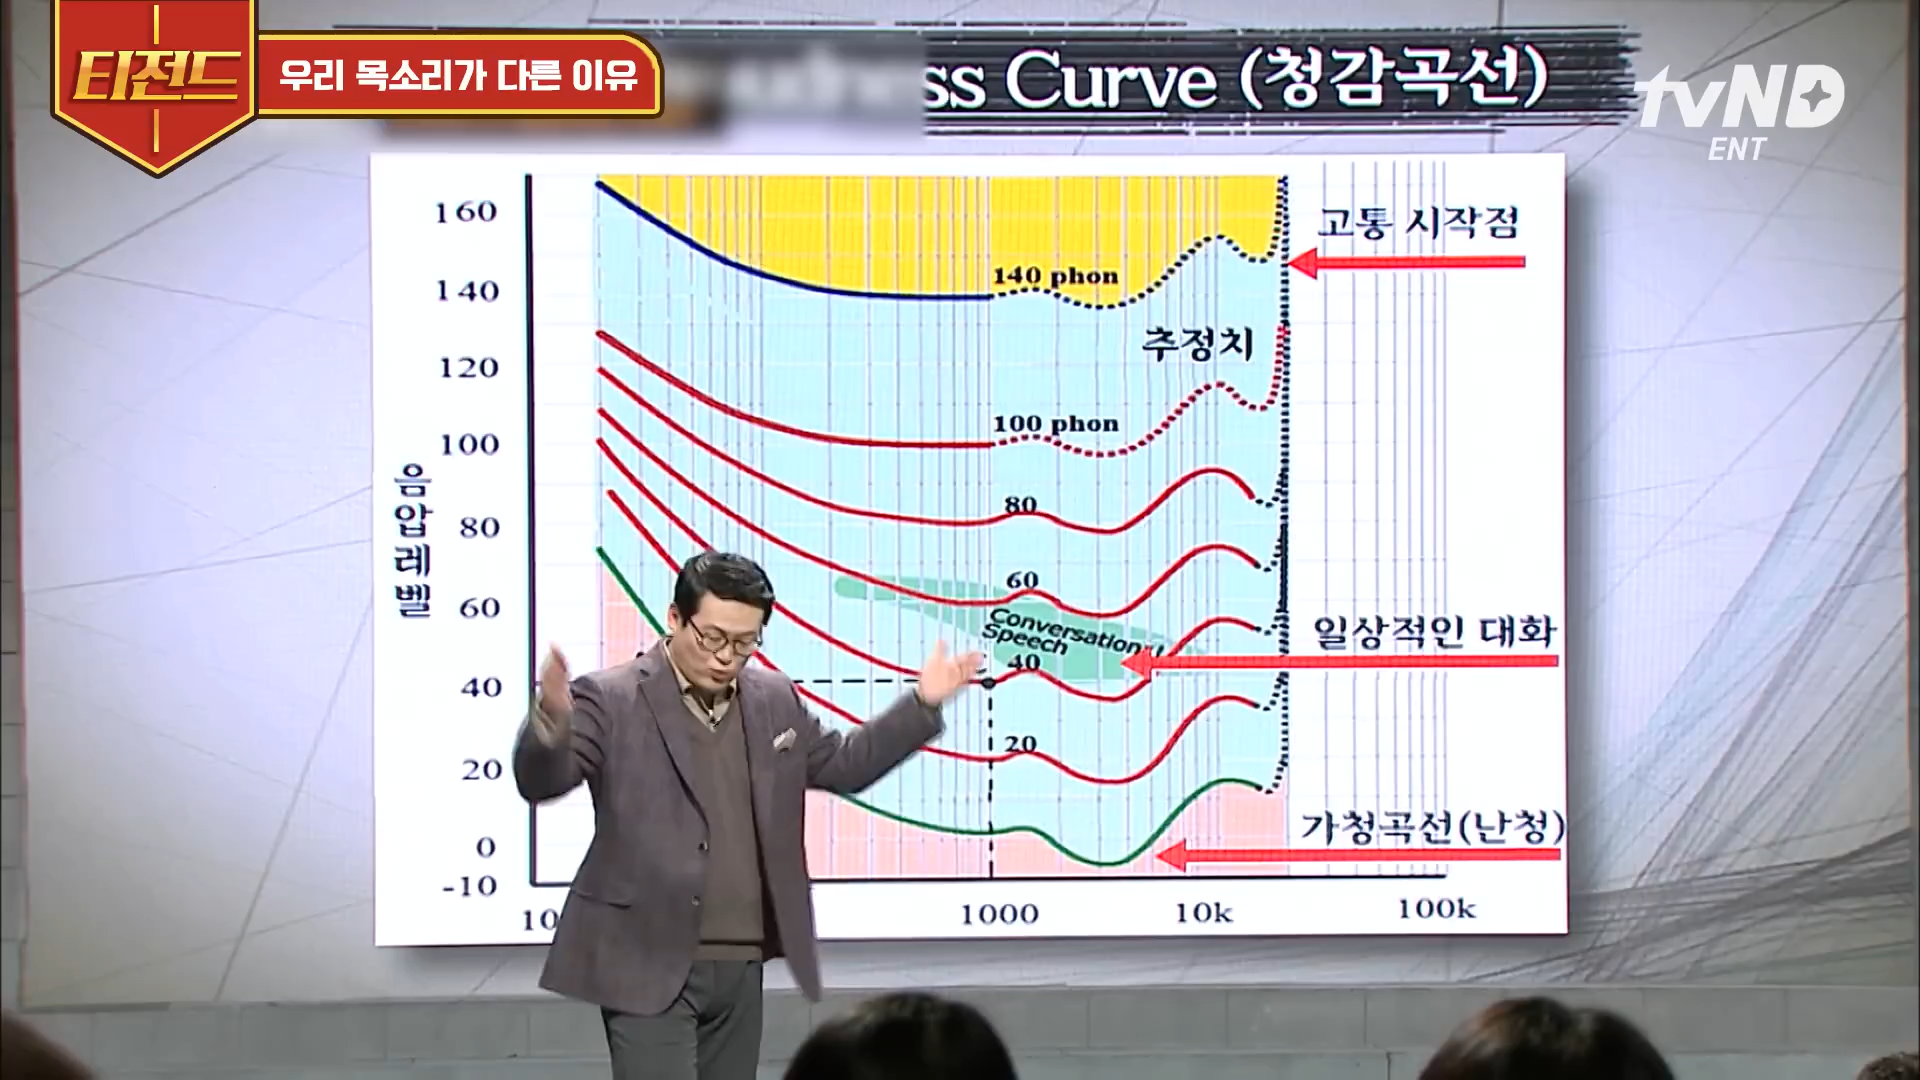 티전드
우리 목소리가 다른 이유
ss Curve (청감곡선)
tvND
ENT
160
140
120
100
80
60
40
20
0
-10
음압레벨
140 phon
추정치
100 phon
80
60
Conversational
Speech
40
20
고통 시작점
일상적인 대화
가청곡선(난청)
10
1000
10k
100k